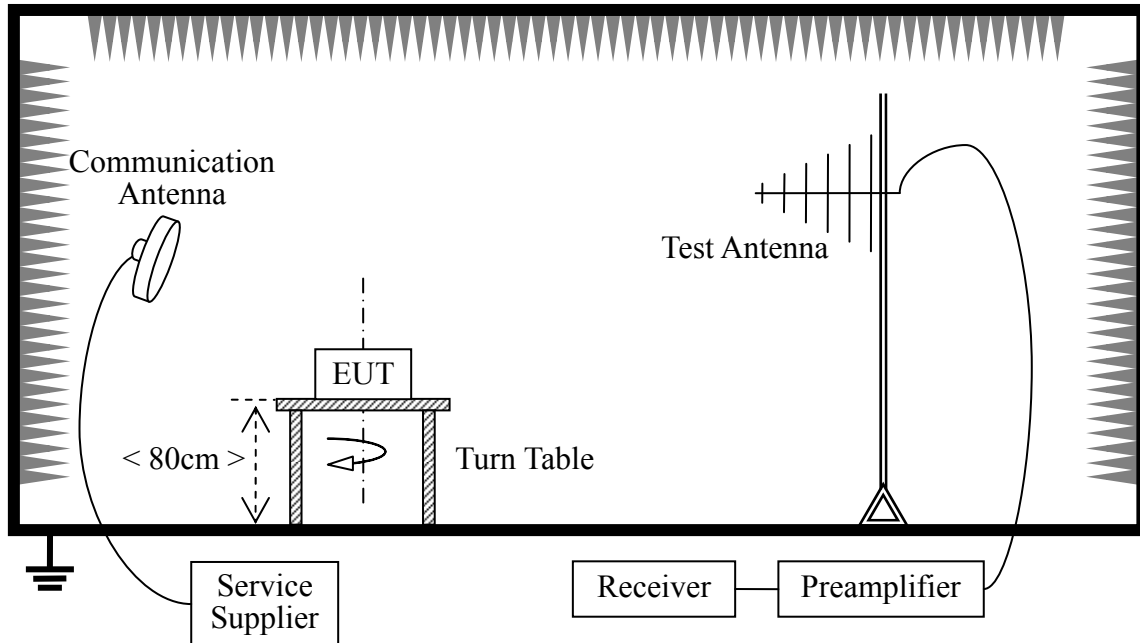 Communication
Antenna
Test Antenna
EUT
< 80cm >
Turn Table
Service
Supplier
Receiver
Preamplifier